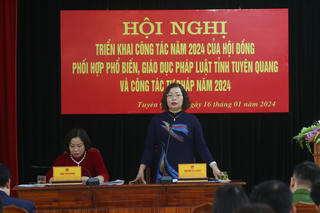 HỘI NGHỊ
TRIỂN KHAI CÔNG TÁC NĂM 2024 CỦA HỘI ĐỒNG
PHỐI HỢP PHỔ BIẾN, GIÁO DỤC PHÁP LUẬT TỈNH TUYÊN QUANG
VÀ CÔNG TÁC TƯ PHÁP NĂM 2024
Tuyên ngày 16 tháng 01 năm 2024